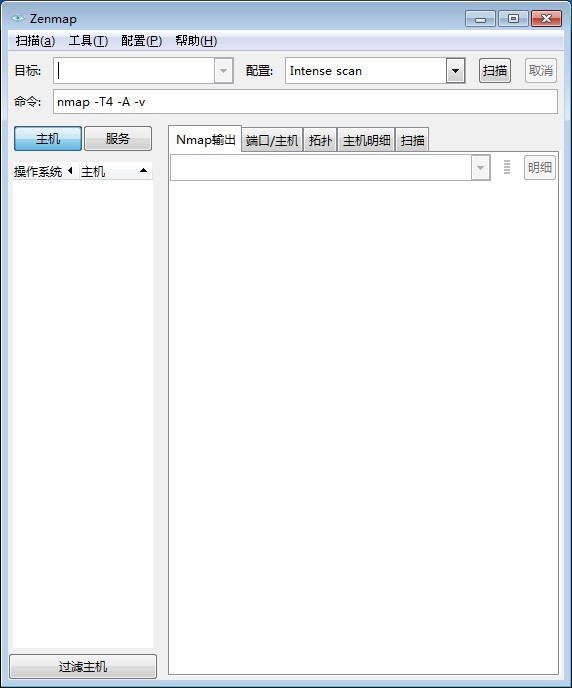 Zenmap
扫描(a) 工具(T) 配置(P) 帮助(H)
目标: 配置: Intense scan 扫描 取消
命令: nmap -T4 -A -v
主机 服务 Nmap输出 端口/主机 拓扑 主机明细 扫描
操作系统 主机 明细
过滤主机